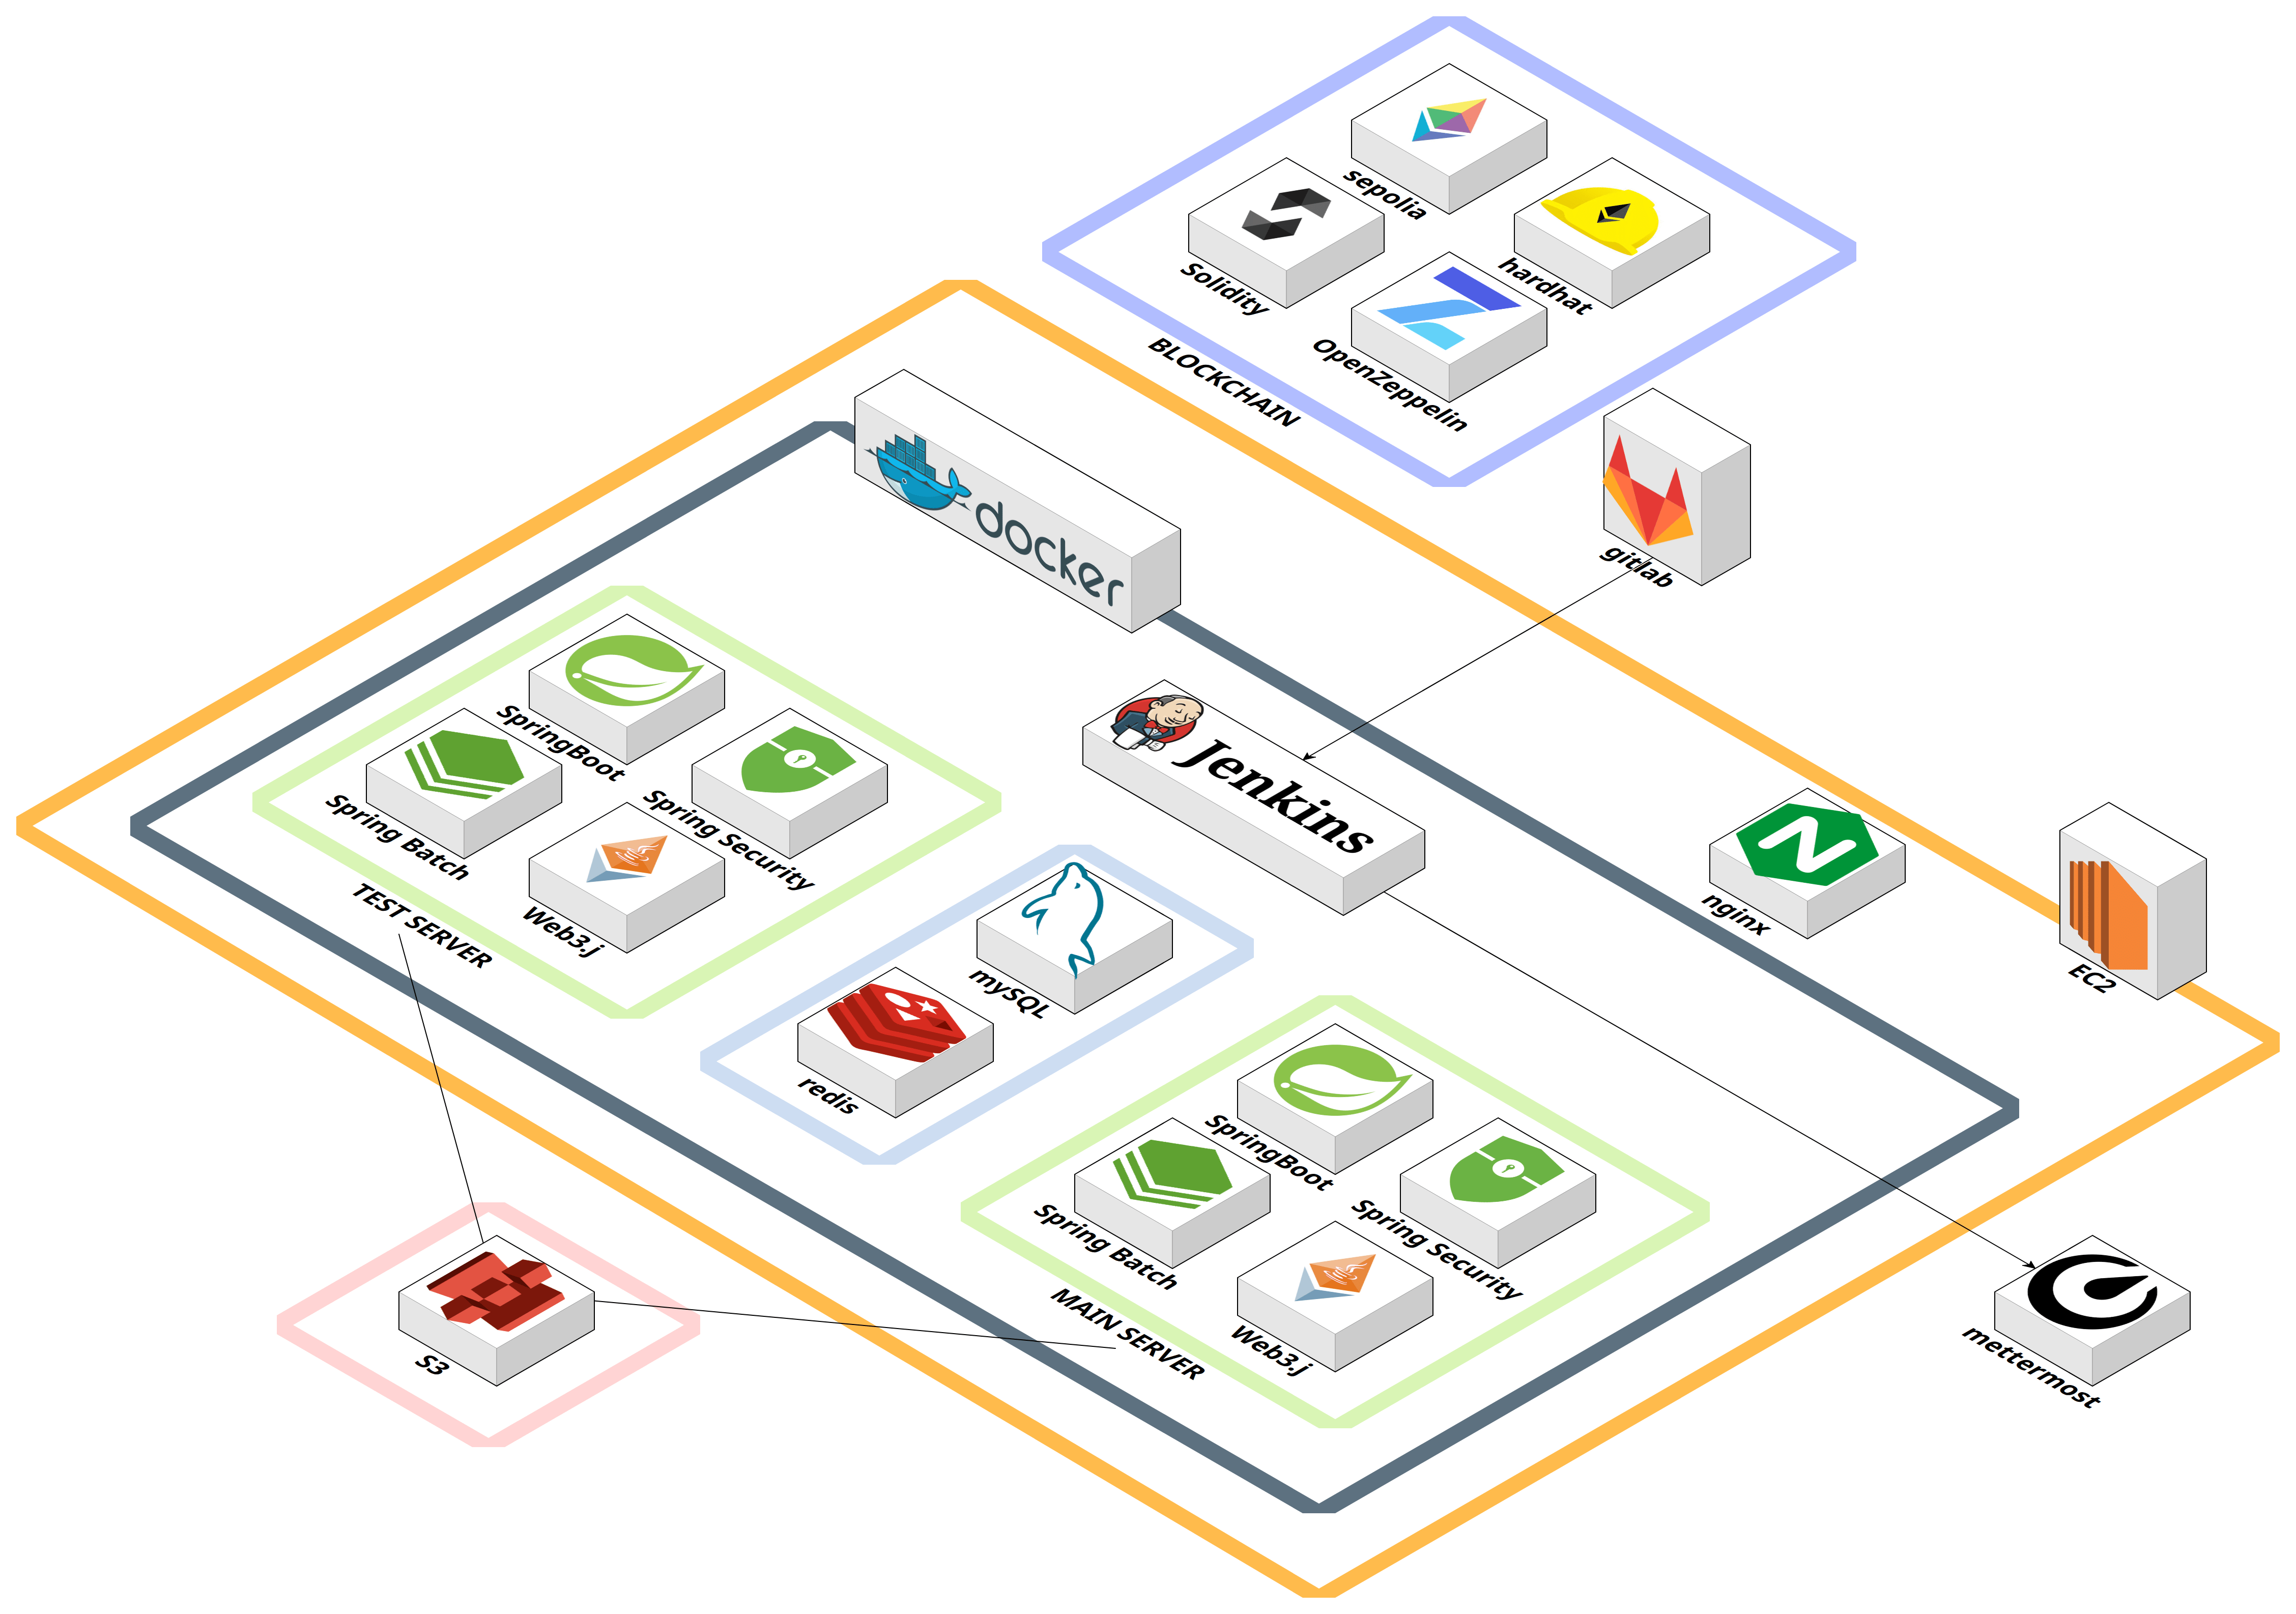 sepolia
Solidity
hardhat
OpenZeppelin
BLOCKCHAIN
gitlab
docker
SpringBoot
Spring Batch
Spring Security
Web3.j
TEST SERVER
Jenkins
nginx
EC2
mySQL
redis
SpringBoot
Spring Batch
Spring Security
Web3.j
MAIN SERVER
S3
mettermost